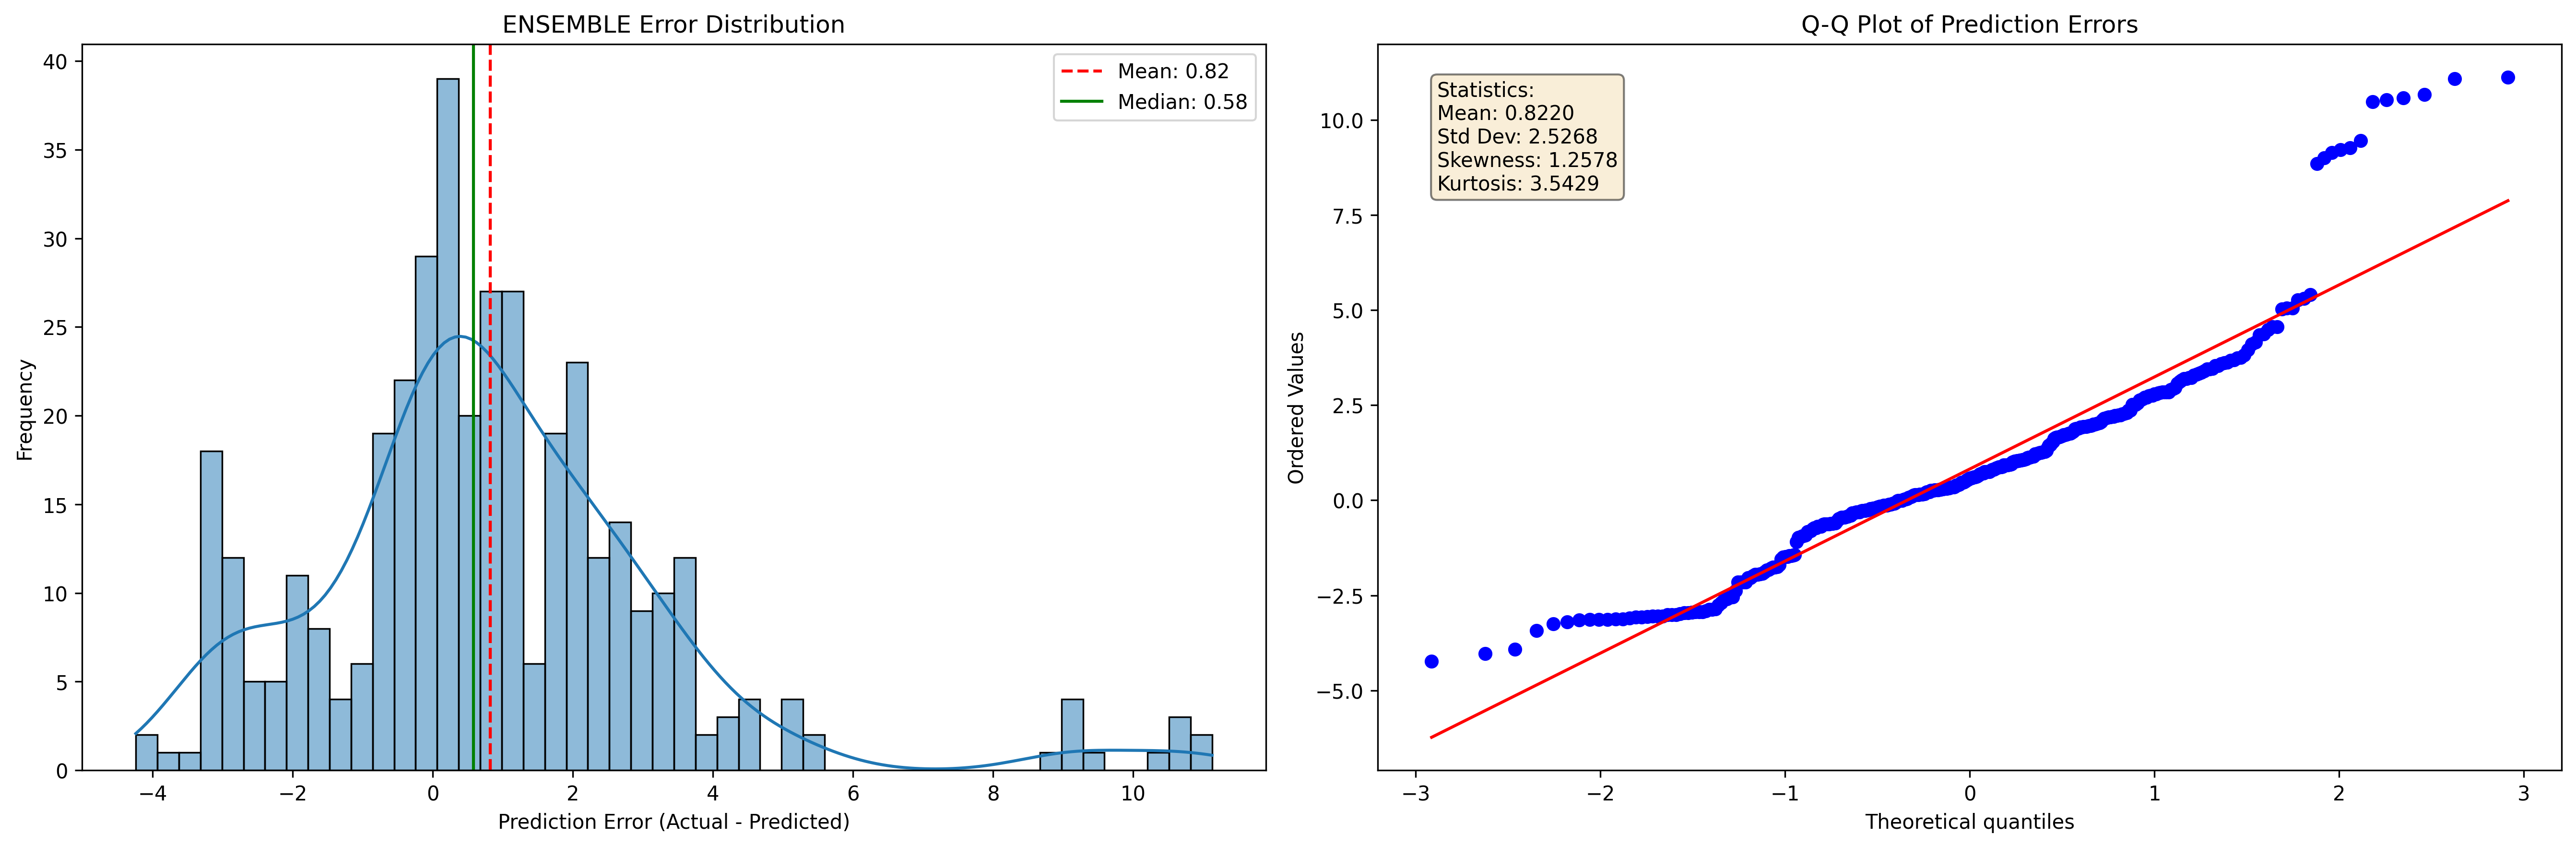 ENSEMBLE Error Distribution
40
35
30
25
20
15
10
5
0
Frequency
−4 −2 0 2 4 6 8 10
Prediction Error (Actual - Predicted)
Mean: 0.82
Median: 0.58
Q-Q Plot of Prediction Errors
Statistics:
Mean: 0.8220
Std Dev: 2.5268
Skewness: 1.2578
Kurtosis: 3.5429
10.0
7.5
5.0
2.5
0.0
−2.5
−5.0
Ordered Values
−3 −2 −1 0 1 2 3
Theoretical quantiles